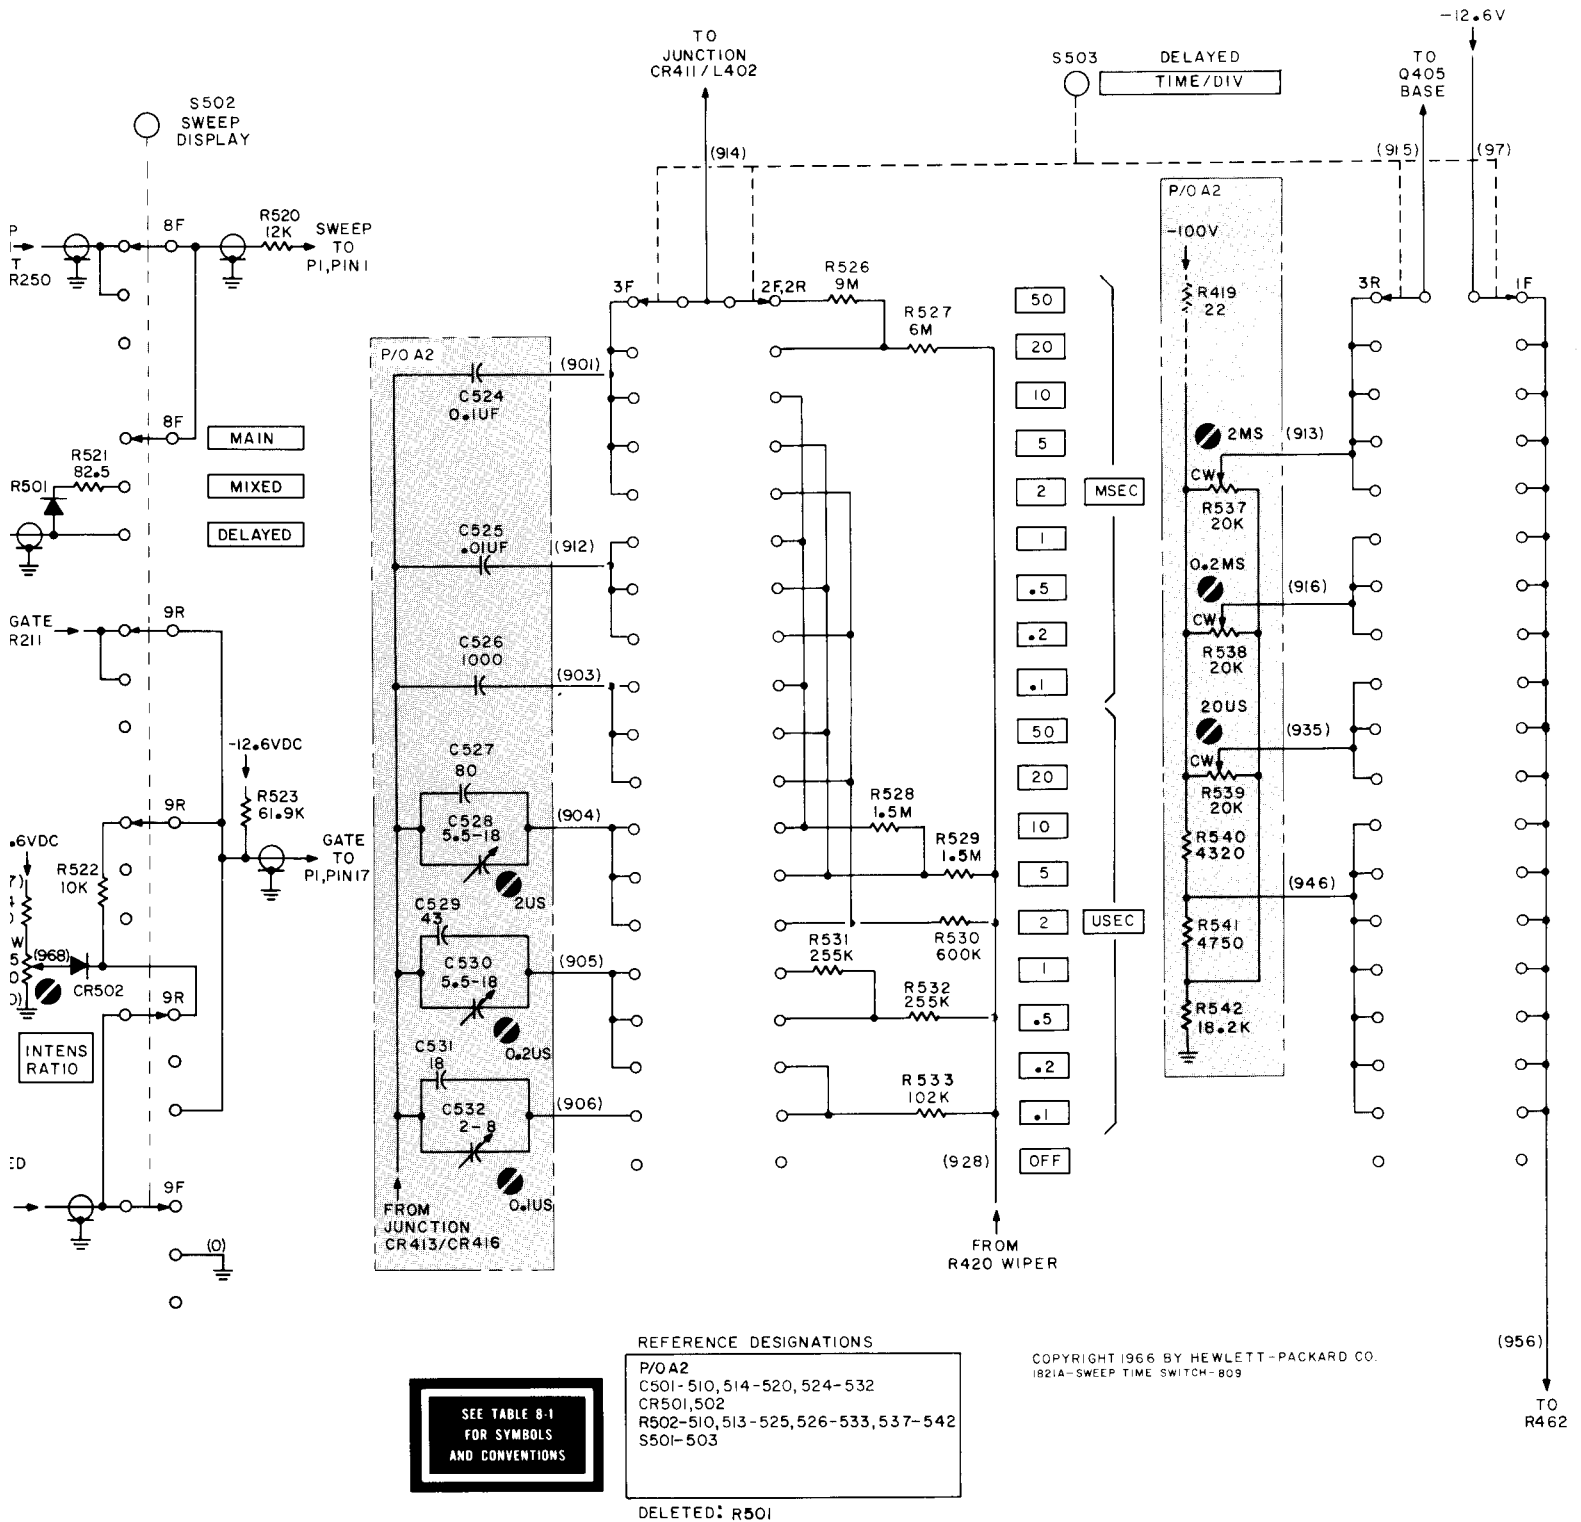 -12.6V
TO
JUNCTION
CR411/L402
S503
DELAYED
TIME/DIV
TO
Q405
BASE
S502
SWEEP
DISPLAY
(914)
(915)
(97)
P/O A2
-100V
R419
22
P
T
R250
8F
R520
12K
SWEEP
TO
P1,PIN1
3F
2F,2R
R526
9M
R527
6M
3R
1F
50
20
10
5
2
1
.5
.2
.1
50
20
10
5
2
1
.5
.2
.1
OFF
MSEC
USEC
P/O A2
C524
0.1UF
(901)
8F
MAIN
R521
82.5
R501
MIXED
DELAYED
C525
.01UF
(912)
C526
1000
(903)
C527
80
C528
5.5-18
(904)
2US
C529
43
C530
5.5-18
(905)
0.2US
C531
18
C532
2-8
(906)
0.1US
FROM
JUNCTION
CR413/CR416
GATE
R211
9R
-12.6VDC
R523
61.9K
9R
GATE
TO
P1,PIN17
.6VDC
R522
10K
7)
4
0
W
5
0
0)
(968)
CR502
9R
INTENS
RATIO
ED
9F
(0)
R528
1.5M
R529
1.5M
R530
600K
R531
255K
R532
255K
R533
102K
(928)
FROM
R420 WIPER
2MS
(913)
CW
R537
20K
0.2MS
(916)
CW
R538
20K
20US
(935)
CW
R539
20K
R540
4320
(946)
R541
4750
R542
18.2K
(956)
TO
R462
REFERENCE DESIGNATIONS
P/O A2
C501-510,514-520,524-532
CR501,502
R502-510,513-525,526-533,537-542
S501-503
DELETED: R501
SEE TABLE 8-1
FOR SYMBOLS
AND CONVENTIONS
COPYRIGHT 1966 BY HEWLETT-PACKARD CO.
1821A-SWEEP TIME SWITCH-809